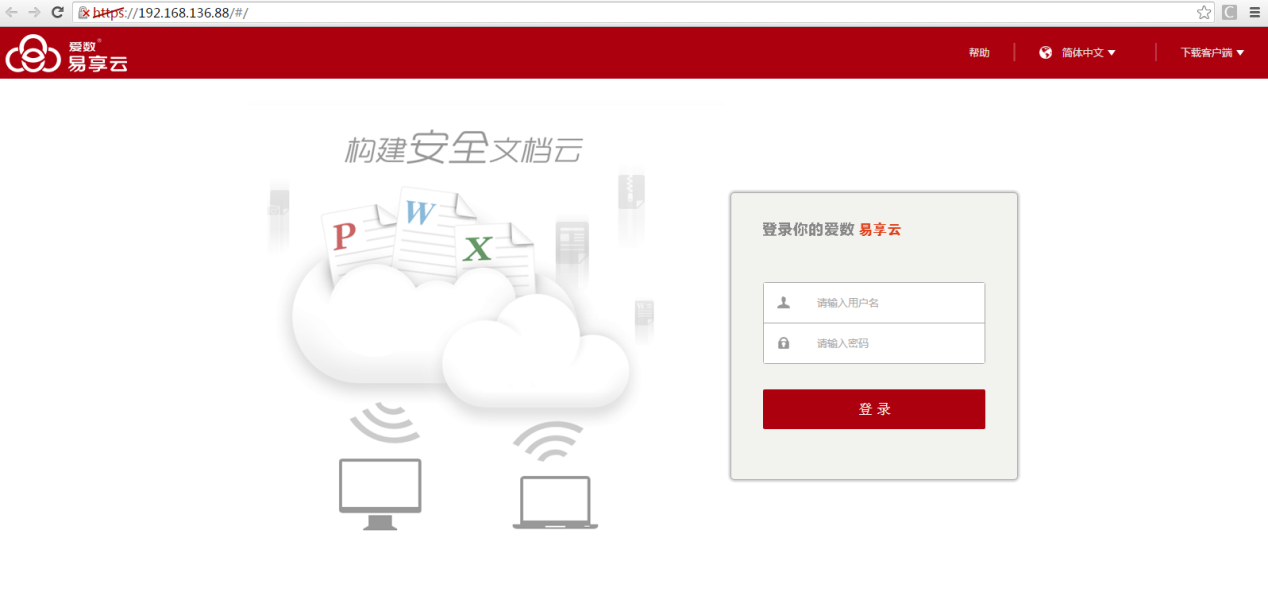 https://192.168.136.88/#/
爱数®
易享云
帮助
简体中文
下载客户端
构建安全文档云
P
W
X
登录你的爱数 易享云
请输入用户名
请输入密码
登 录